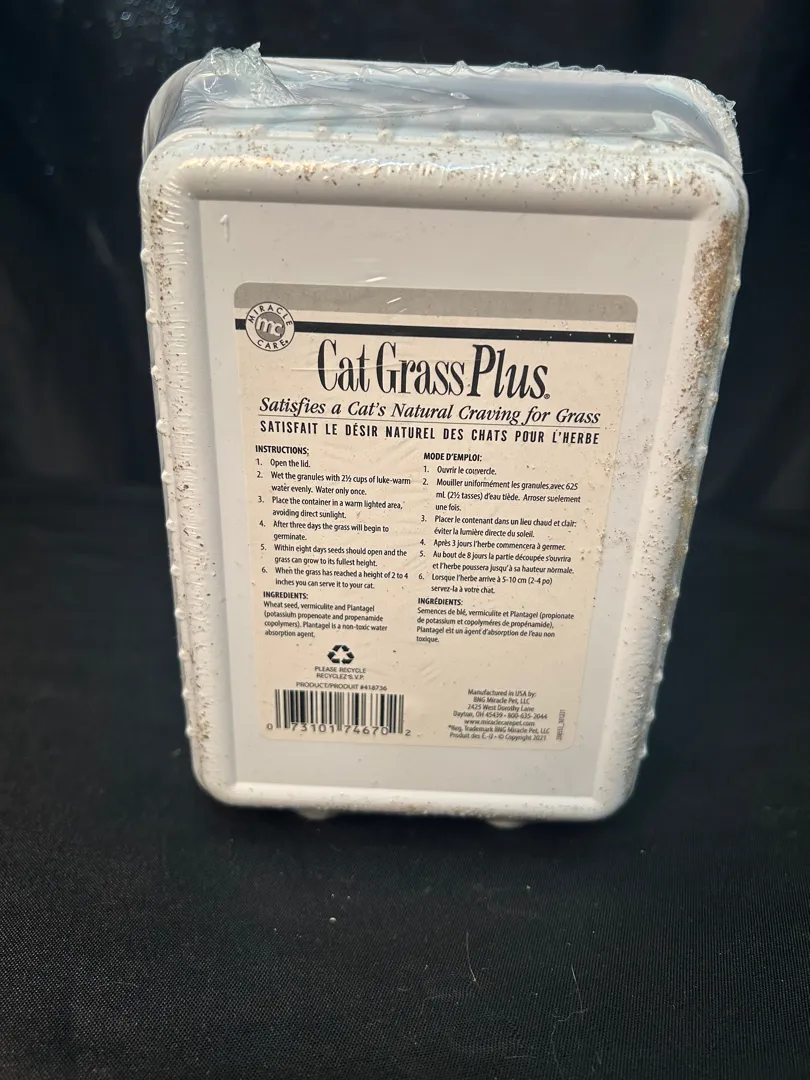 1
MIRACLE
mc
CARE®
Cat Grass Plus®
Satisfies a Cat's Natural Craving for Grass
SATISFAIT LE DÉSIR NATUREL DES CHATS POUR L'HERBE
INSTRUCTIONS:
1. Open the lid.
2. Wet the granules with 2½ cups of luke-warm
water evenly. Water only once.
3. Place the container in a warm lighted area,
avoiding direct sunlight.
4. After three days the grass will begin to
germinate.
5. Within eight days seeds should open and the
grass can grow to its fullest height.
6. When the grass has reached a height of 2 to 4
inches you can serve it to your cat.
INGREDIENTS:
Wheat seed, vermiculite and Plantagel
(potassium propenoate and propenamide
copolymers). Plantagel is a non-toxic water
absorption agent.
MODE D'EMPLOI:
1. Ouvrir le couvercle.
2. Mouiller uniformément les granules avec 625
ml (2½ tasses) d'eau tiède. Arroser suelement
une fois.
3. Placer le contenant dans un lieu chaud et clair:
éviter la lumière directe du soleil.
4. Après 3 jours l'herbe commencera à germer.
5. Au bout de 8 jours la partie découpée s'ouvrira
et l'herbe poussera jusqu'à sa hauteur normale.
6. Lorsque l'herbe arrive à 5-10 cm (2-4 po)
servez-la à votre chat.
INGRÉDIENTS:
Semences de blé, vermiculite et Plantagel (propionate
de potassium et copolymères de propénamide),
Plantagel est un agent d'absorption de l'eau non
toxique.
PLEASE RECYCLE
RECYCLEZ S.V.P.
PRODUCT/PRODUIT #418736
0 73101 74670 2
Manufactured in USA by:
BNG Miracle Pet, LLC
2425 West Dorothy Lane
Dayton, OH 45439 - 800-635-2044
www.miraclecarepet.com
*Reg. Trademark BNG Miracle Pet, LLC
Produit des É.-U - © Copyright 2021